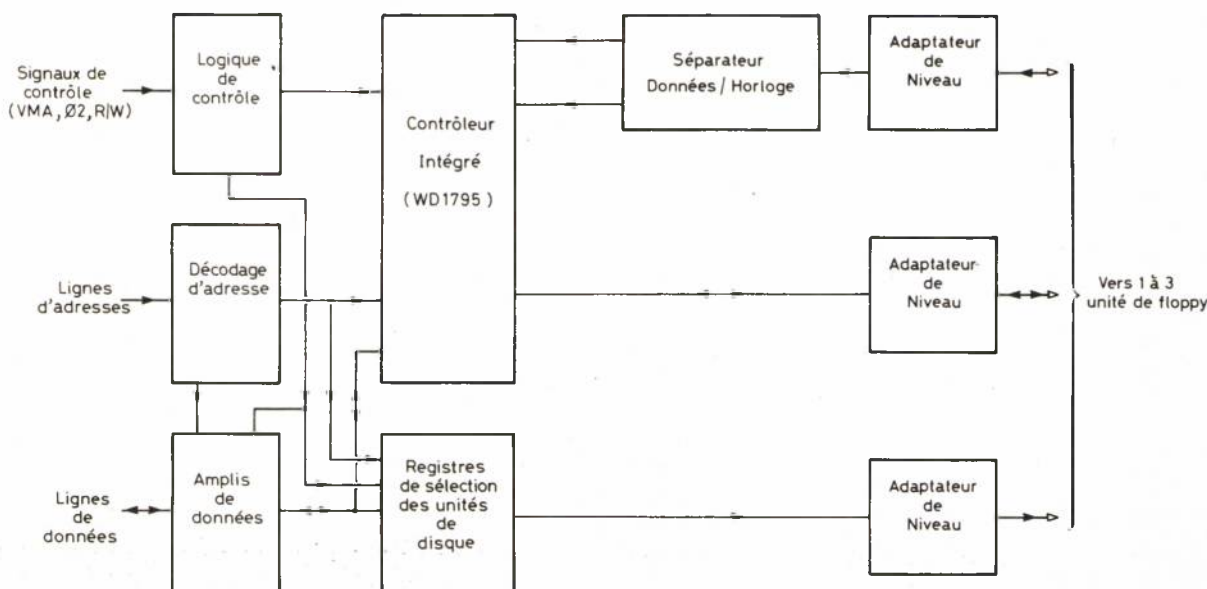 Signaux de
contrôle
(VMA, Ø2, R/W)
Logique
de
contrôle
Contrôleur
Intégré
(WD1795)
Séparateur
Données / Horloge
Adaptateur
de
Niveau
Lignes
d'adresses
Décodage
d'adresse
Adaptateur
de
Niveau
Vers 1 à 3
unité de floppy
Lignes
de
données
Amplis
de
données
Registres
de sélection
des unités
de
disque
Adaptateur
de
Niveau